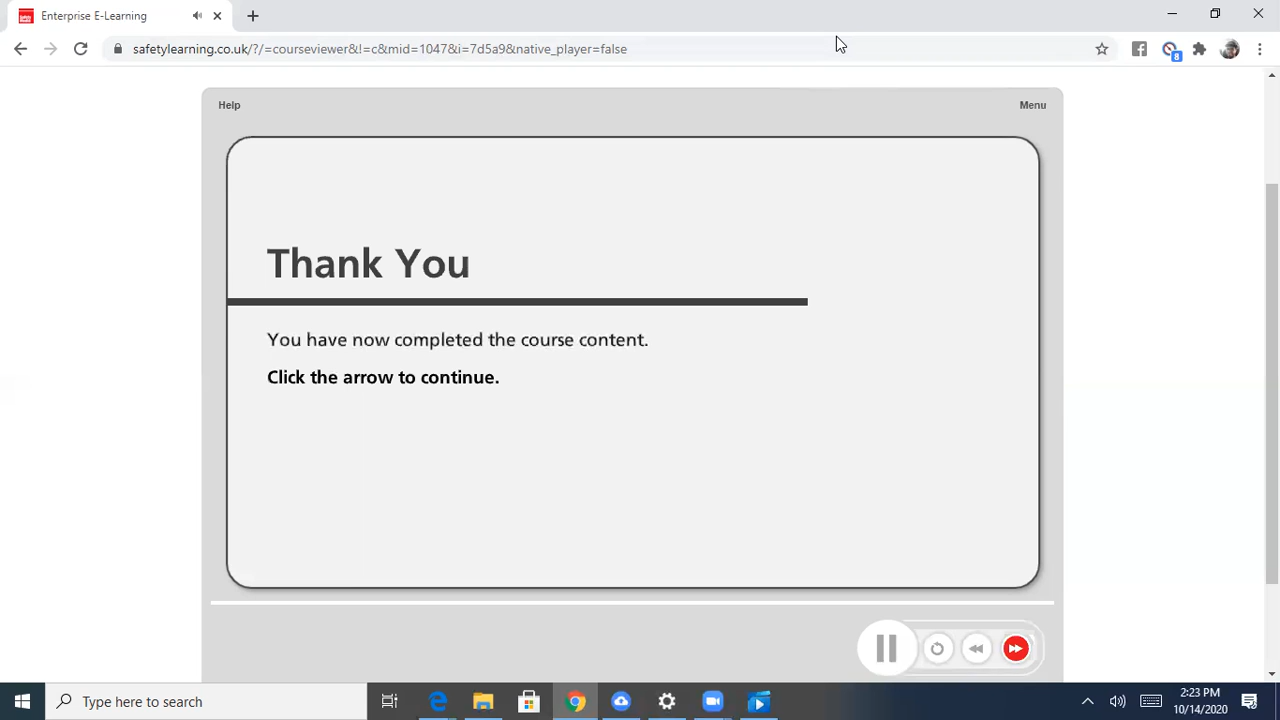 Enterprise E-Learning
safetylearning.co.uk/?/=courseviewer&!=c&mid=1047&i=7d5a9&native_player=false
8
Help
Menu
Thank You
You have now completed the course content.
Click the arrow to continue.
Type here to search
2:23 PM
10/14/2020